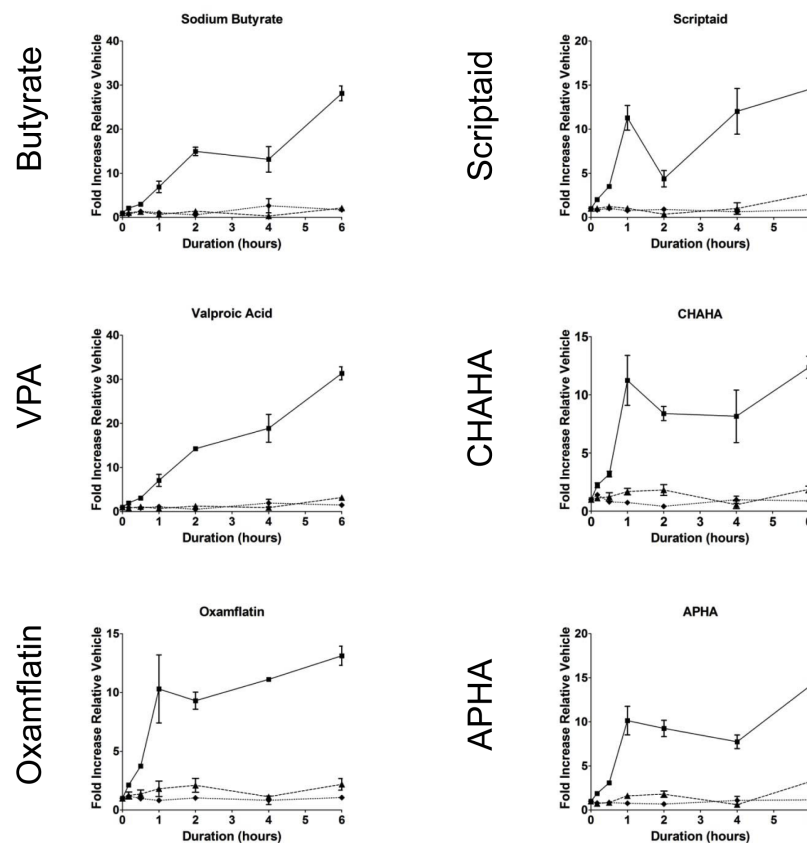 Butyrate
Sodium Butyrate
Fold Increase Relative Vehicle
40
30
20
10
0
0 1 2 3 4 5 6
Duration (hours)
Scriptaid
Scriptaid
Fold Increase Relative Vehicle
20
15
10
5
0
0 1 2 3 4 5
Duration (hours)
VPA
Valproic Acid
Fold Increase Relative Vehicle
40
30
20
10
0
0 1 2 3 4 5 6
Duration (hours)
CHAHA
CHAHA
Fold Increase Relative Vehicle
15
10
5
0
0 1 2 3 4 5
Duration (hours)
Oxamflatin
Oxamflatin
Fold Increase Relative Vehicle
15
10
5
0
0 1 2 3 4 5 6
Duration (hours)
APHA
APHA
Fold Increase Relative Vehicle
20
15
10
5
0
0 1 2 3 4 5
Duration (hours)